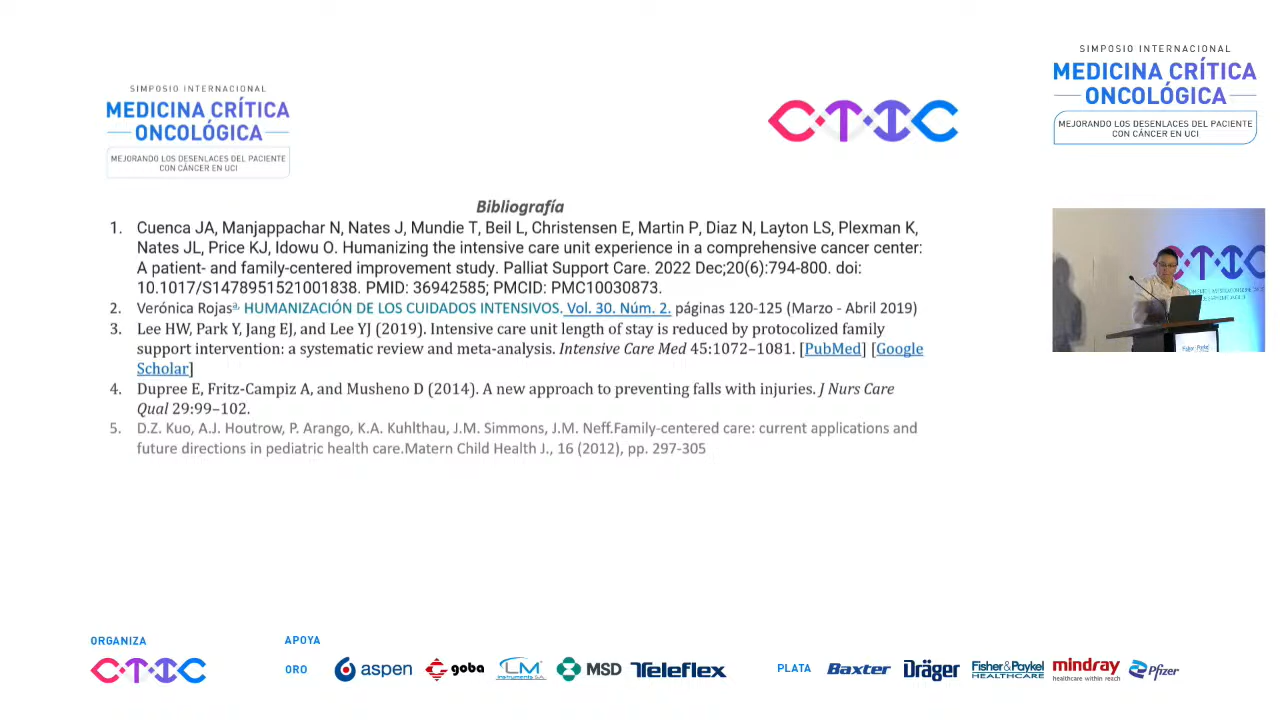 SIMPOSIO INTERNACIONAL
MEDICINA CRÍTICA
ONCOLÓGICA
MEJORANDO LOS DESENLACES DEL PACIENTE
CON CÁNCER EN UCI
CTIC
SIMPOSIO INTERNACIONAL
MEDICINA CRÍTICA
ONCOLÓGICA
MEJORANDO LOS DESENLACES DEL PACIENTE
CON CÁNCER EN UCI
Bibliografía
1. Cuenca JA, Manjappachar N, Nates J, Mundie T, Beil L, Christensen E, Martin P, Diaz N, Layton LS, Plexman K,
Nates JL, Price KJ, Idowu O. Humanizing the intensive care unit experience in a comprehensive cancer center:
A patient- and family-centered improvement study. Palliat Support Care. 2022 Dec;20(6):794-800. doi:
10.1017/S1478951521001838. PMID: 36942585; PMCID: PMC10030873.
2. Verónica Rojasa. HUMANIZACIÓN DE LOS CUIDADOS INTENSIVOS. Vol. 30. Núm. 2. páginas 120-125 (Marzo - Abril 2019)
3. Lee HW, Park Y, Jang EJ, and Lee YJ (2019). Intensive care unit length of stay is reduced by protocolized family
support intervention: a systematic review and meta-analysis. Intensive Care Med 45:1072–1081. [PubMed] [Google
Scholar]
4. Dupree E, Fritz-Campiz A, and Musheno D (2014). A new approach to preventing falls with injuries. J Nurs Care
Qual 29:99–102.
5. D.Z. Kuo, A.J. Houtrow, P. Arango, K.A. Kuhlthau, J.M. Simmons, J.M. Neff.Family-centered care: current applications and
future directions in pediatric health care.Matern Child Health J., 16 (2012), pp. 297-305
CTIC
Fisher & Paykel
ORGANIZA
CTIC
APOYA
ORO
aspen
goba
LM
Instruments S.A.
MSD
Teleflex
PLATA
Baxter
Dräger
Fisher & Paykel
HEALTHCARE
mindray
healthcare within reach
Pfizer